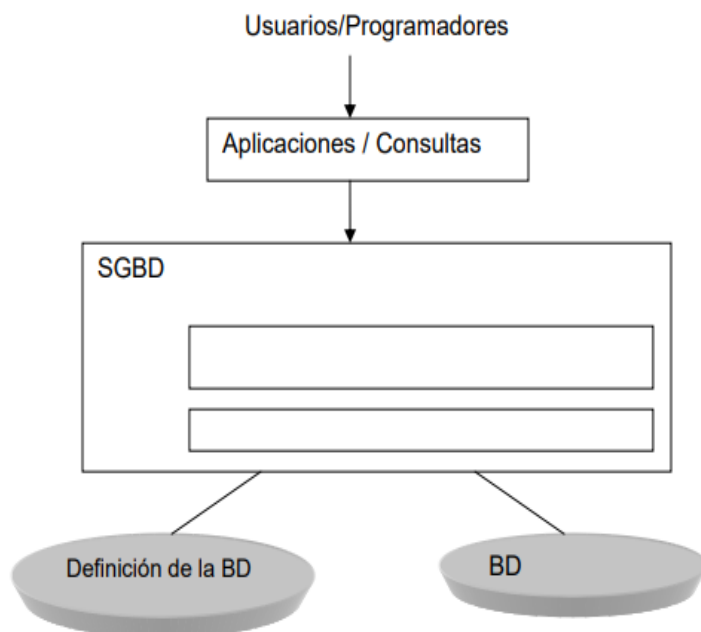 Usuarios/Programadores
Aplicaciones / Consultas
SGBD
Definición de la BD
BD